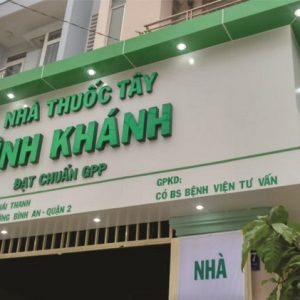 NHÀ THUỐC TÂY
KHÁNH
ĐẠT CHUẨN GPP
GPKD:
THANH
BÌNH AN - QUẬN 2
CÓ BS BỆNH VIỆN TƯ VẤN
NHÀ